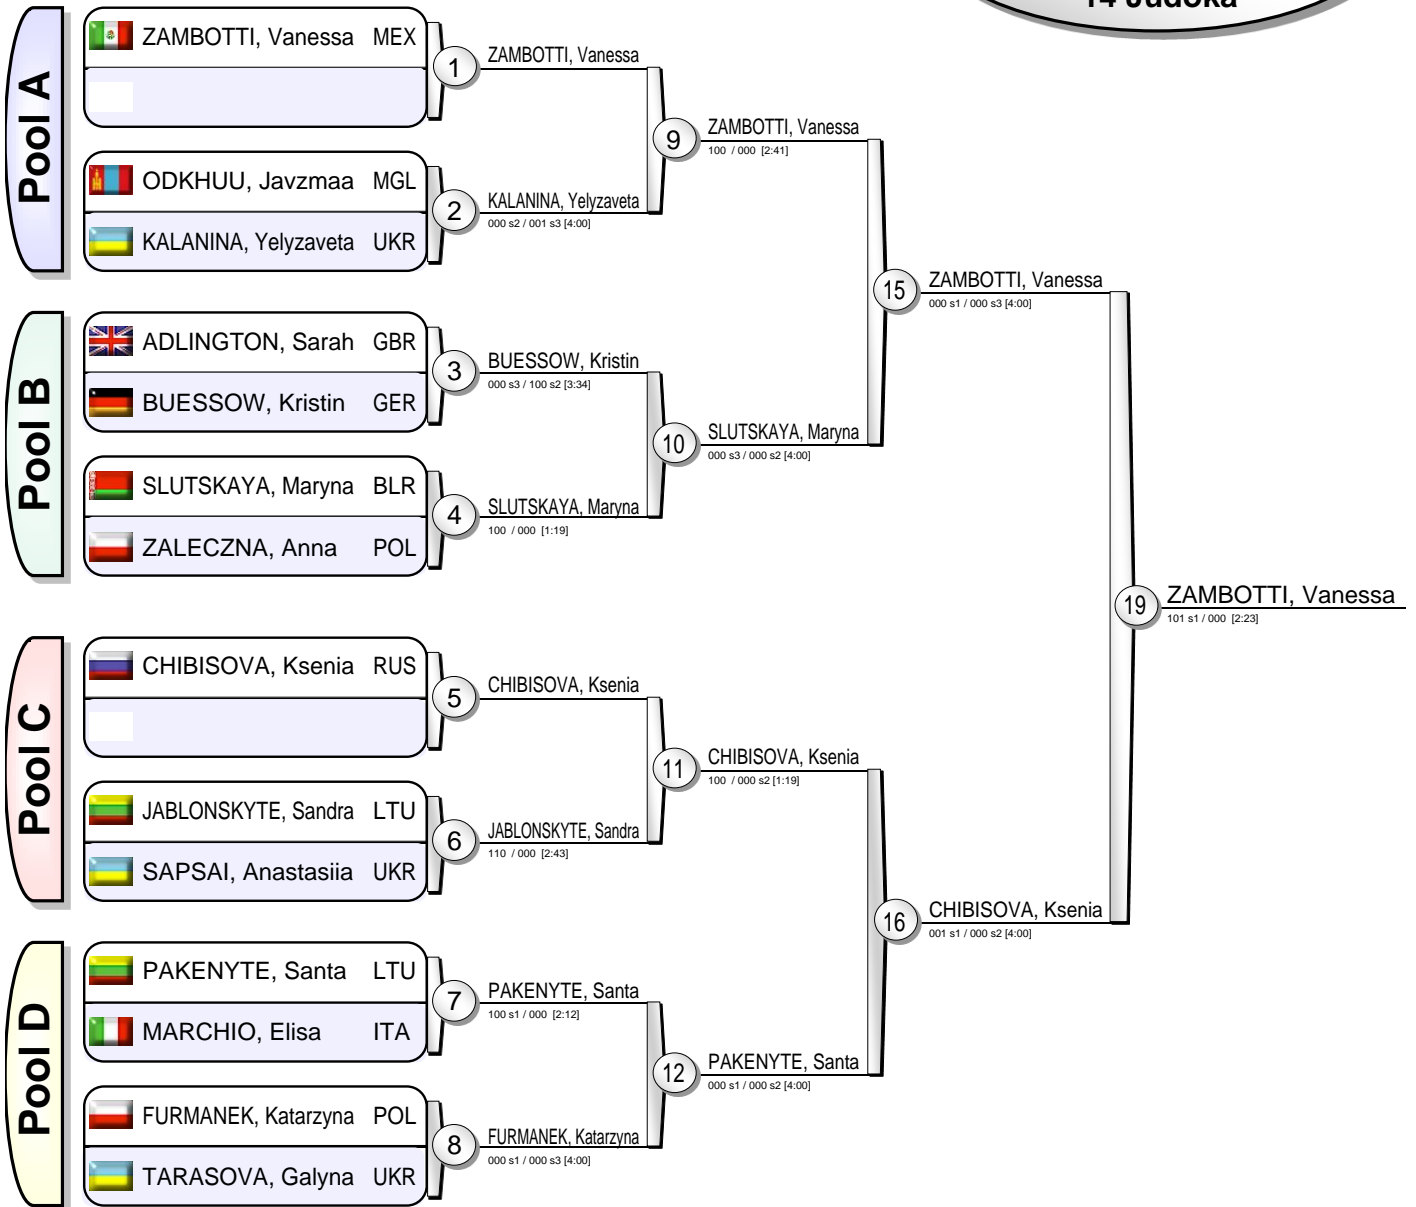 14 Judoka
Pool A
ZAMBOTTI, Vanessa MEX
1
ZAMBOTTI, Vanessa
ODKHUU, Javzmaa MGL
KALANINA, Yelyzaveta UKR
2
KALANINA, Yelyzaveta
000 s2 / 001 s3 [4:00]
9
ZAMBOTTI, Vanessa
100 / 000 [2:41]
Pool B
ADLINGTON, Sarah GBR
BUESSOW, Kristin GER
3
BUESSOW, Kristin
000 s3 / 100 s2 [3:34]
SLUTSKAYA, Maryna BLR
ZALECZNA, Anna POL
4
SLUTSKAYA, Maryna
100 / 000 [1:19]
10
SLUTSKAYA, Maryna
000 s3 / 000 s2 [4:00]
15
ZAMBOTTI, Vanessa
000 s1 / 000 s3 [4:00]
Pool C
CHIBISOVA, Ksenia RUS
5
CHIBISOVA, Ksenia
JABLONSKYTE, Sandra LTU
SAPSAI, Anastasiia UKR
6
JABLONSKYTE, Sandra
110 / 000 [2:43]
11
CHIBISOVA, Ksenia
100 / 000 s2 [1:19]
Pool D
PAKENYTE, Santa LTU
MARCHIO, Elisa ITA
7
PAKENYTE, Santa
100 s1 / 000 [2:12]
FURMANEK, Katarzyna POL
TARASOVA, Galyna UKR
8
FURMANEK, Katarzyna
000 s1 / 000 s3 [4:00]
12
PAKENYTE, Santa
000 s1 / 000 s2 [4:00]
16
CHIBISOVA, Ksenia
001 s1 / 000 s2 [4:00]
19
ZAMBOTTI, Vanessa
101 s1 / 000 [2:23]